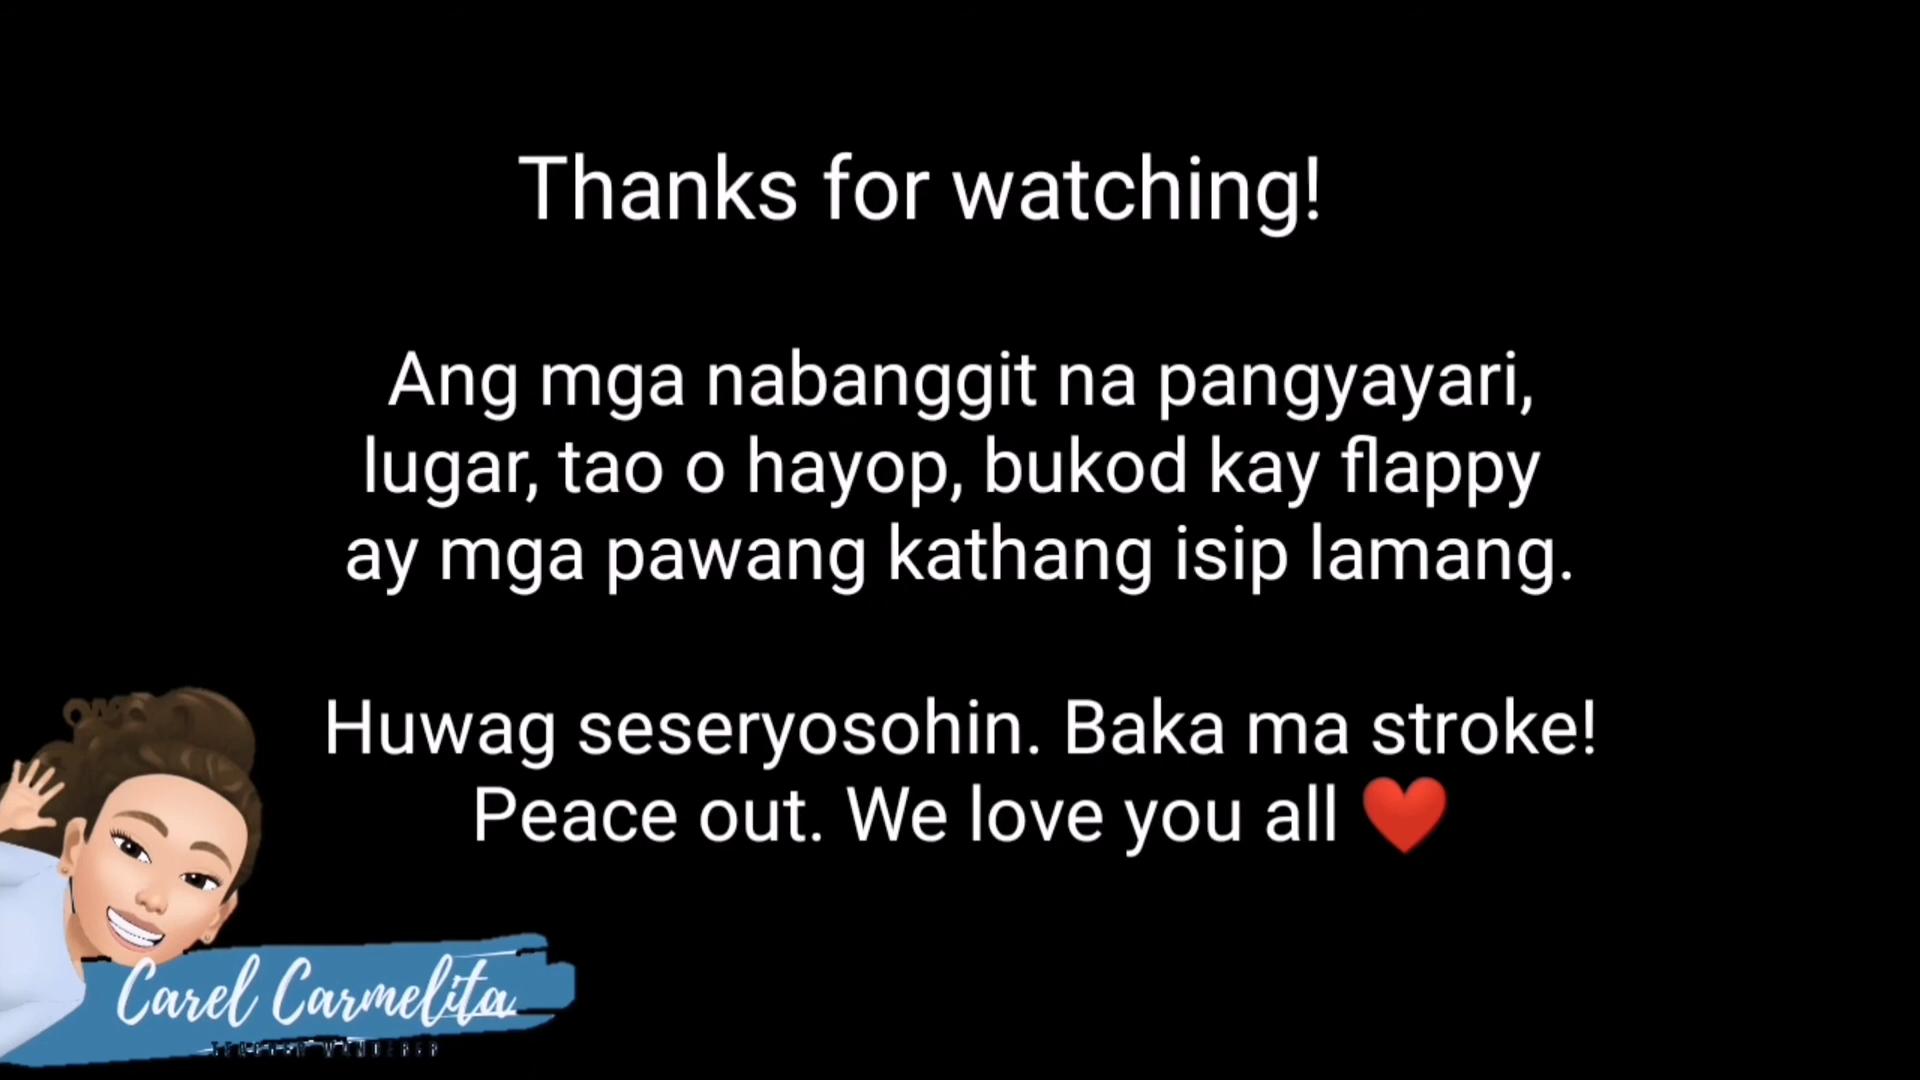 Thanks for watching!
Ang mga nabanggit na pangyayari,
lugar, tao o hayop, bukod kay flappy
ay mga pawang kathang isip lamang.
Huwag seseryosohin. Baka ma stroke!
Peace out. We love you all ❤️
Carel Carmelita